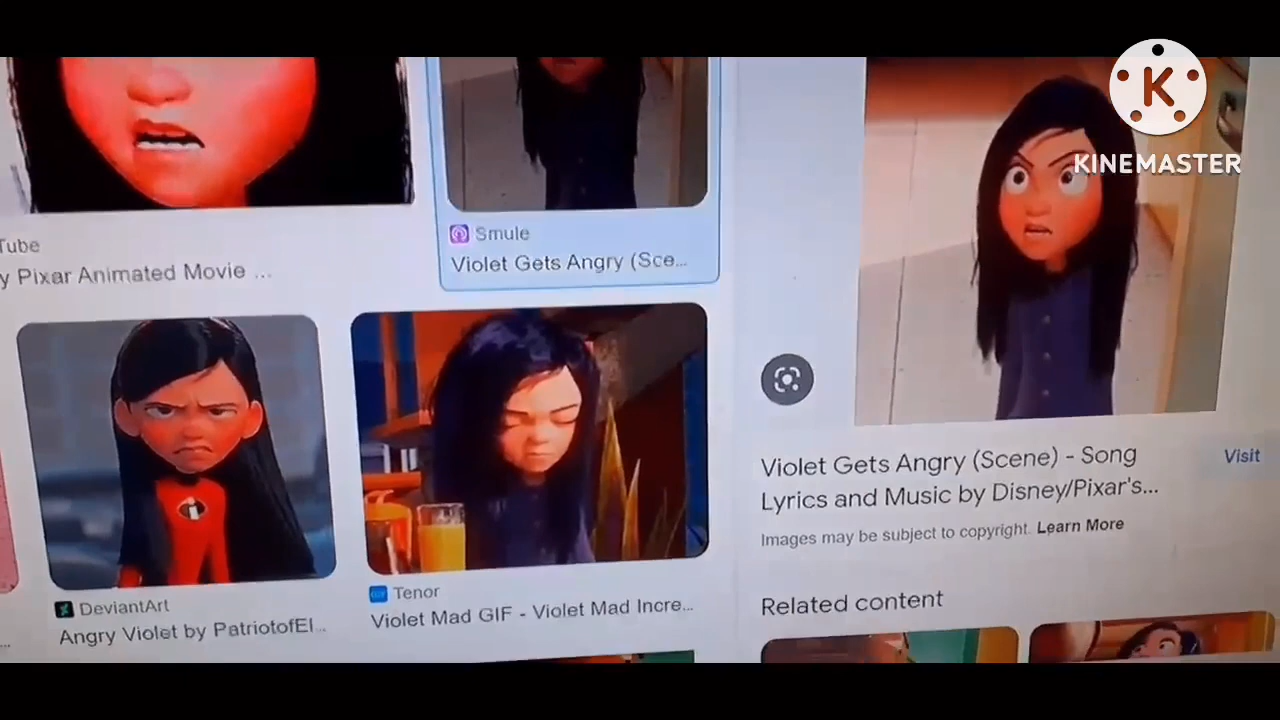 K
KINEMASTER
Tube
y Pixar Animated Movie ...
Smule
Violet Gets Angry (Sce...
DeviantArt
Angry Violet by PatriotofEl...
GIF
Tenor
Violet Mad GIF - Violet Mad Incre...
Violet Gets Angry (Scene) - Song
Lyrics and Music by Disney/Pixar's...
Visit
Images may be subject to copyright. Learn More
Related content